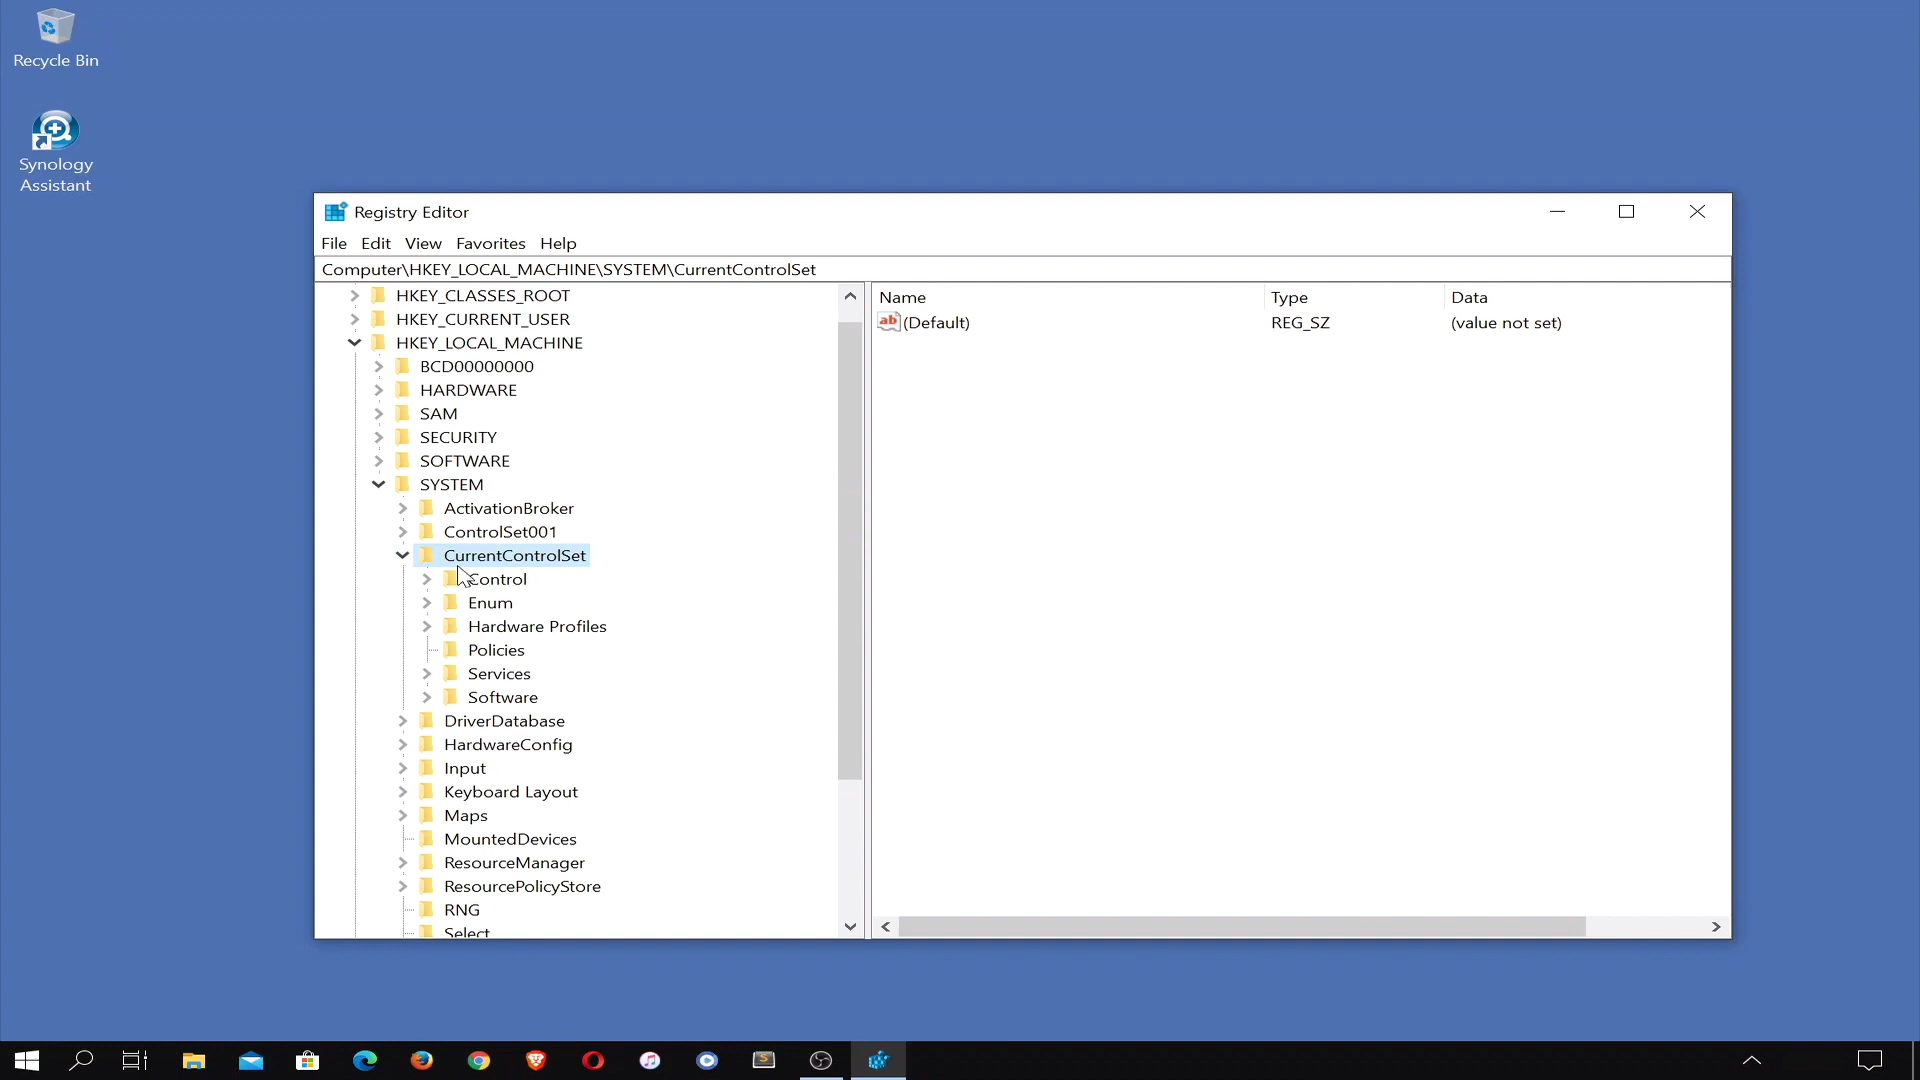 Recycle Bin
Synology
Assistant
Registry Editor
File Edit View Favorites Help
Computer\HKEY_LOCAL_MACHINE\SYSTEM\CurrentControlSet
HKEY_CLASSES_ROOT
HKEY_CURRENT_USER
HKEY_LOCAL_MACHINE
BCD00000000
HARDWARE
SAM
SECURITY
SOFTWARE
SYSTEM
ActivationBroker
ControlSet001
CurrentControlSet
Control
Enum
Hardware Profiles
Policies
Services
Software
DriverDatabase
HardwareConfig
Input
Keyboard Layout
Maps
MountedDevices
ResourceManager
ResourcePolicyStore
RNG
Select
Name Type Data
ab (Default) REG_SZ (value not set)
S